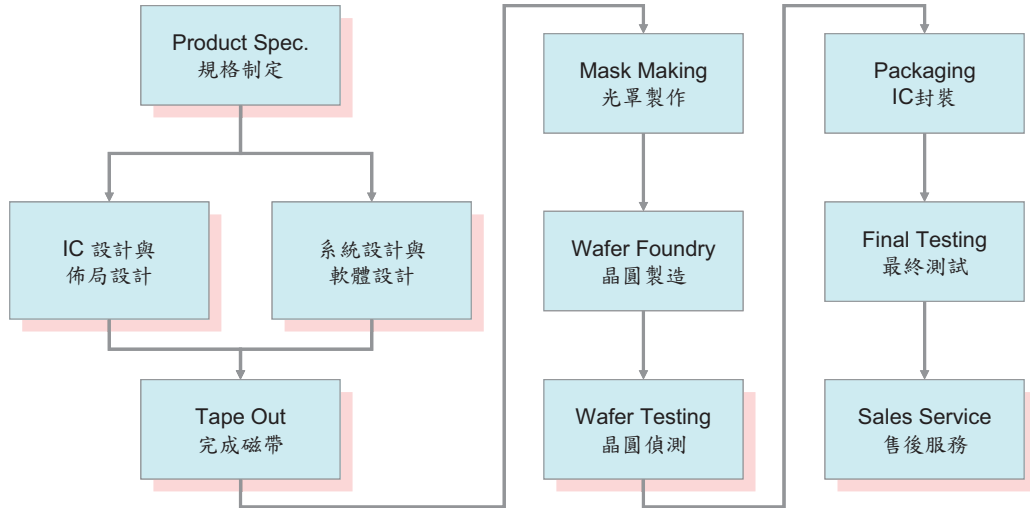 Product Spec.
規格制定
IC 設計與
佈局設計
系統設計與
軟體設計
Tape Out
完成磁帶
Mask Making
光罩製作
Wafer Foundry
晶圓製造
Wafer Testing
晶圓偵測
Packaging
IC封裝
Final Testing
最終測試
Sales Service
售後服務